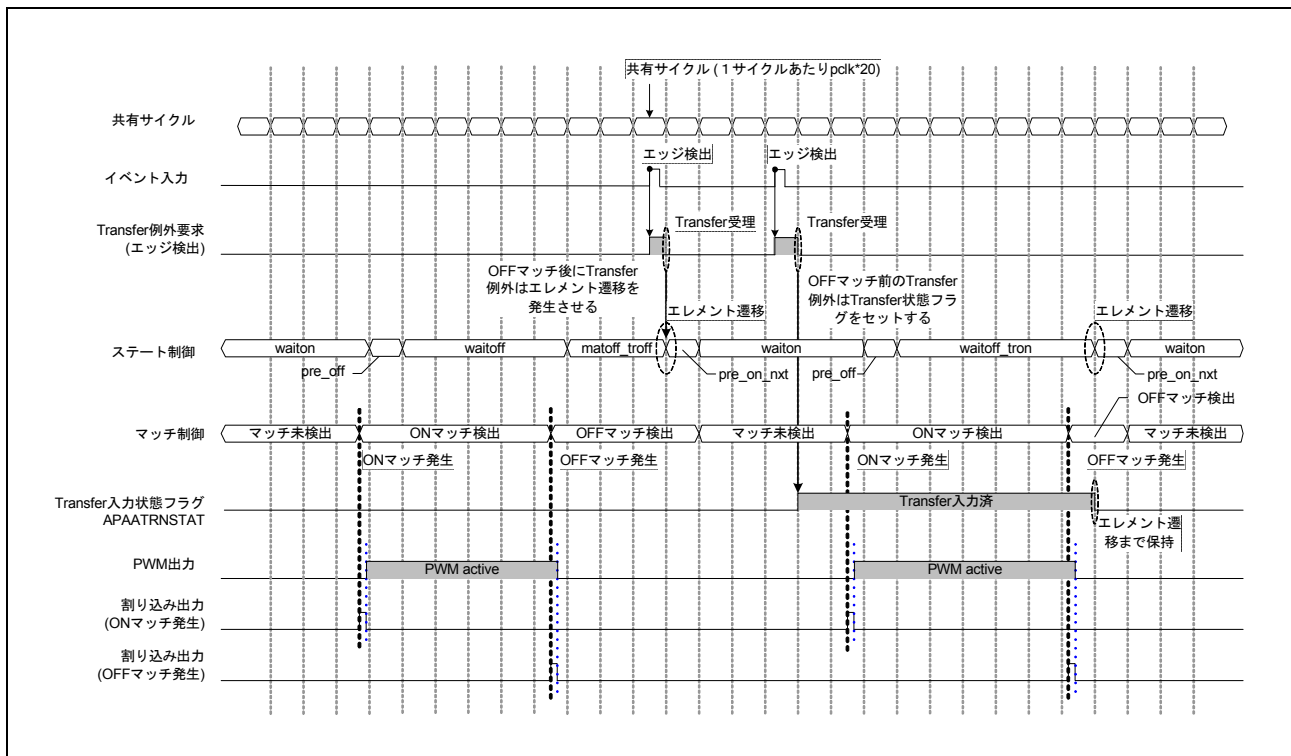 共有サイクル (１サイクルあたりpclk*20)
共有サイクル
エッジ検出
エッジ検出
イベント入力
Transfer例外要求
(エッジ検出)
Transfer受理
Transfer受理
OFFマッチ後にTransfer
例外はエレメント遷移を
発生させる
OFFマッチ前のTransfer
例外はTransfer状態フラ
グをセットする
エレメント遷移
エレメント遷移
ステート制御
waiton
waitoff
matoff_troff
waiton
waitoff_tron
waiton
pre_off
pre_on_nxt
pre_off
pre_on_nxt
OFFマッチ検出
マッチ制御
マッチ未検出
ONマッチ検出
OFFマッチ検出
マッチ未検出
ONマッチ検出
マッチ未検出
ONマッチ発生
OFFマッチ発生
ONマッチ発生
OFFマッチ発生
Transfer入力状態フラグ
APAATRNSTAT
Transfer入力済
エレメント遷
移まで保持
PWM出力
PWM active
PWM active
割り込み出力
(ONマッチ発生)
割り込み出力
(OFFマッチ発生)